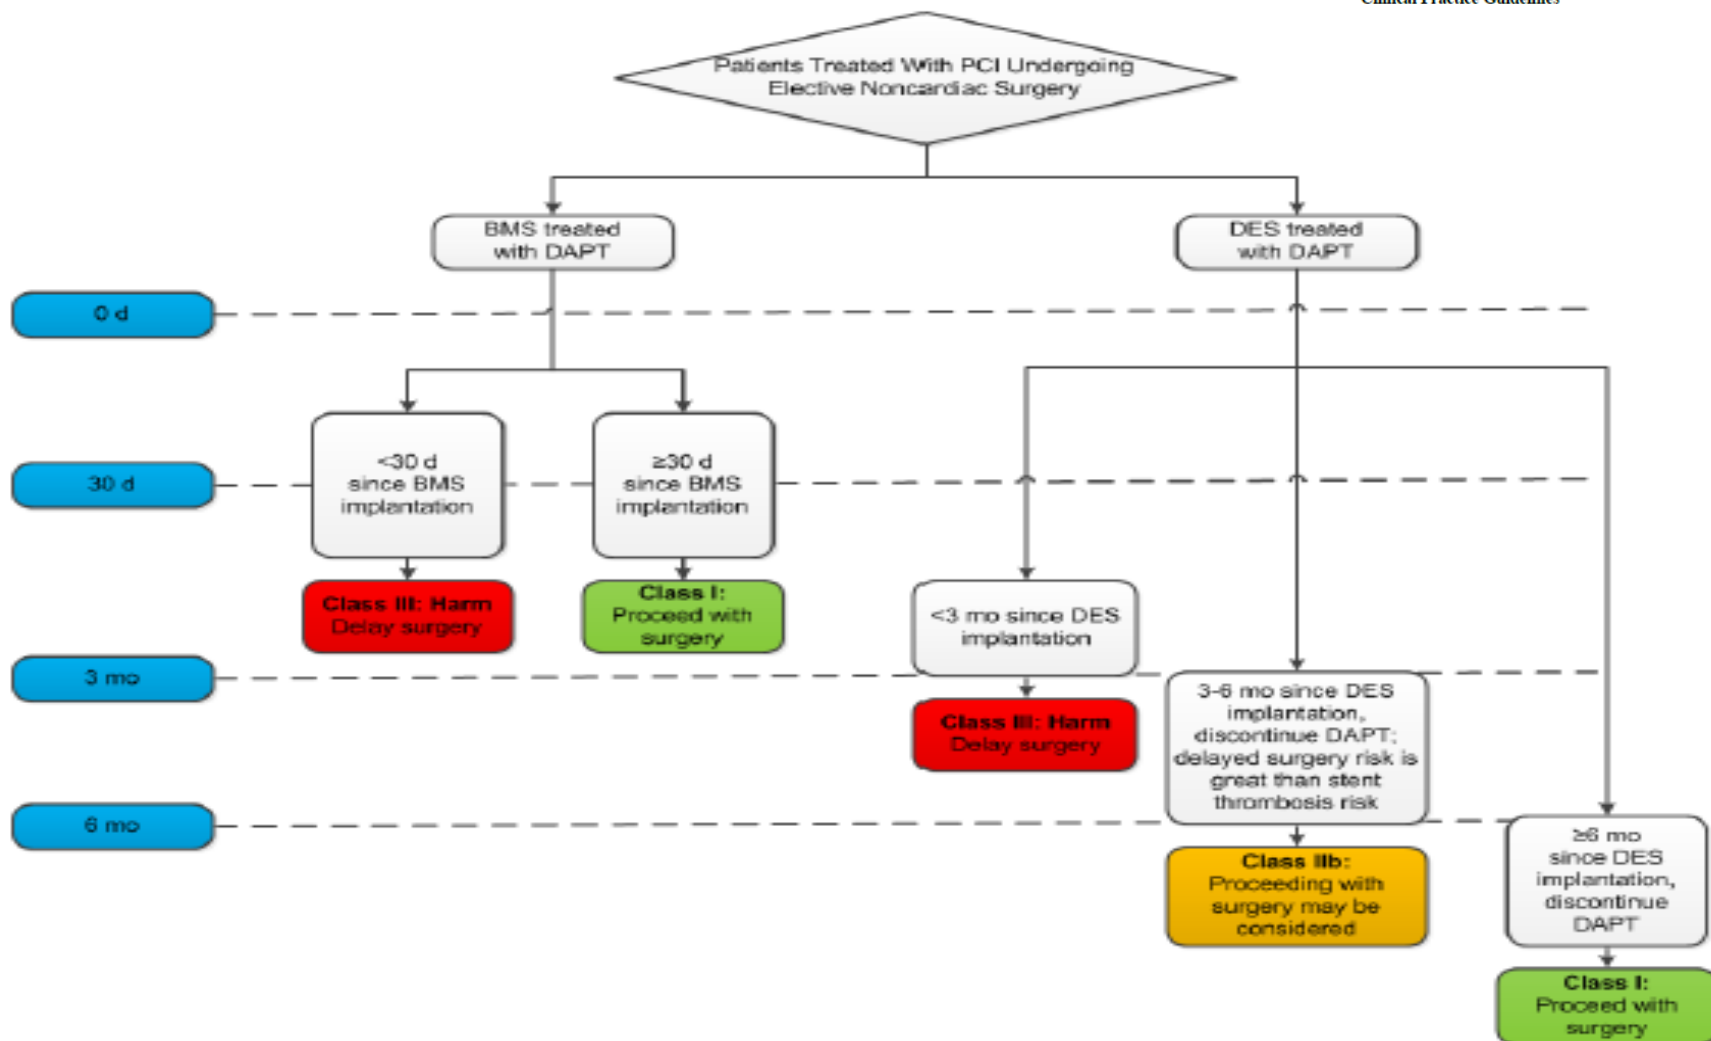 Clinical Practice Guidelines
Patients Treated With PCI Undergoing
Elective Noncardiac Surgery
BMS treated
with DAPT
DES treated
with DAPT
0 d
30 d
<30 d
since BMS
implantation
≥30 d
since BMS
implantation
Class III: Harm
Delay surgery
Class I:
Proceed with
surgery
<3 mo since DES
implantation
3 mo
Class III: Harm
Delay surgery
3-6 mo since DES
implantation,
discontinue DAPT;
delayed surgery risk is
great than stent
thrombosis risk
6 mo
Class IIb:
Proceeding with
surgery may be
considered
≥6 mo
since DES
implantation,
discontinue
DAPT
Class I:
Proceed with
surgery